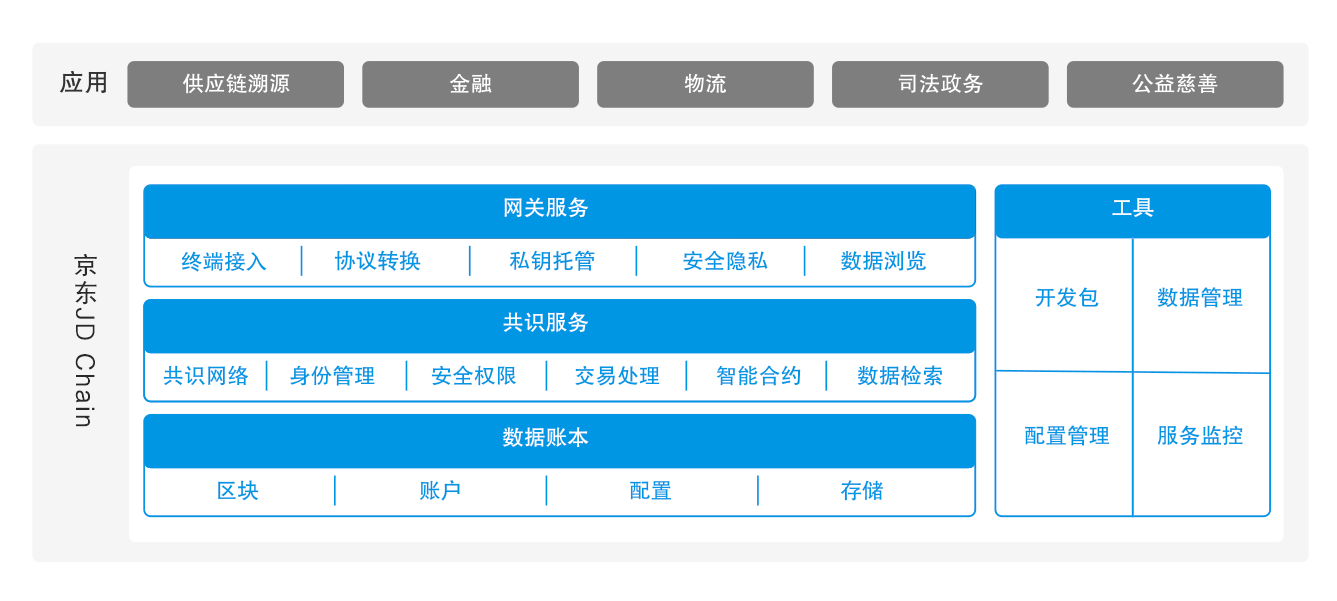 应用
供应链溯源
金融
物流
司法政务
公益慈善
京东JD Chain
网关服务
终端接入
协议转换
私钥托管
安全隐私
数据浏览
共识服务
共识网络
身份管理
安全权限
交易处理
智能合约
数据检索
数据账本
区块
账户
配置
存储
工具
开发包
数据管理
配置管理
服务监控